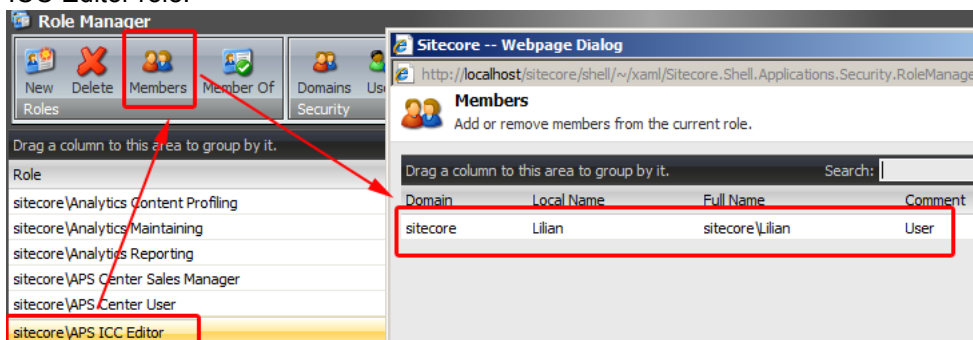 ICC Editor role.
Role Manager
New Delete Members Member Of
Roles
Domains
Security
Drag a column to this area to group by it.
Role
sitecore\Analytics Content Profiling
sitecore\Analytics Maintaining
sitecore\Analytics Reporting
sitecore\APS Center Sales Manager
sitecore\APS Center User
sitecore\APS ICC Editor
Sitecore -- Webpage Dialog
http://localhost/sitecore/shell/~/xaml/Sitecore.Shell.Applications.Security.RoleManage
Members
Add or remove members from the current role.
Drag a column to this area to group by it. Search:
Domain Local Name Full Name Comment
sitecore Lilian sitecore\Lilian User